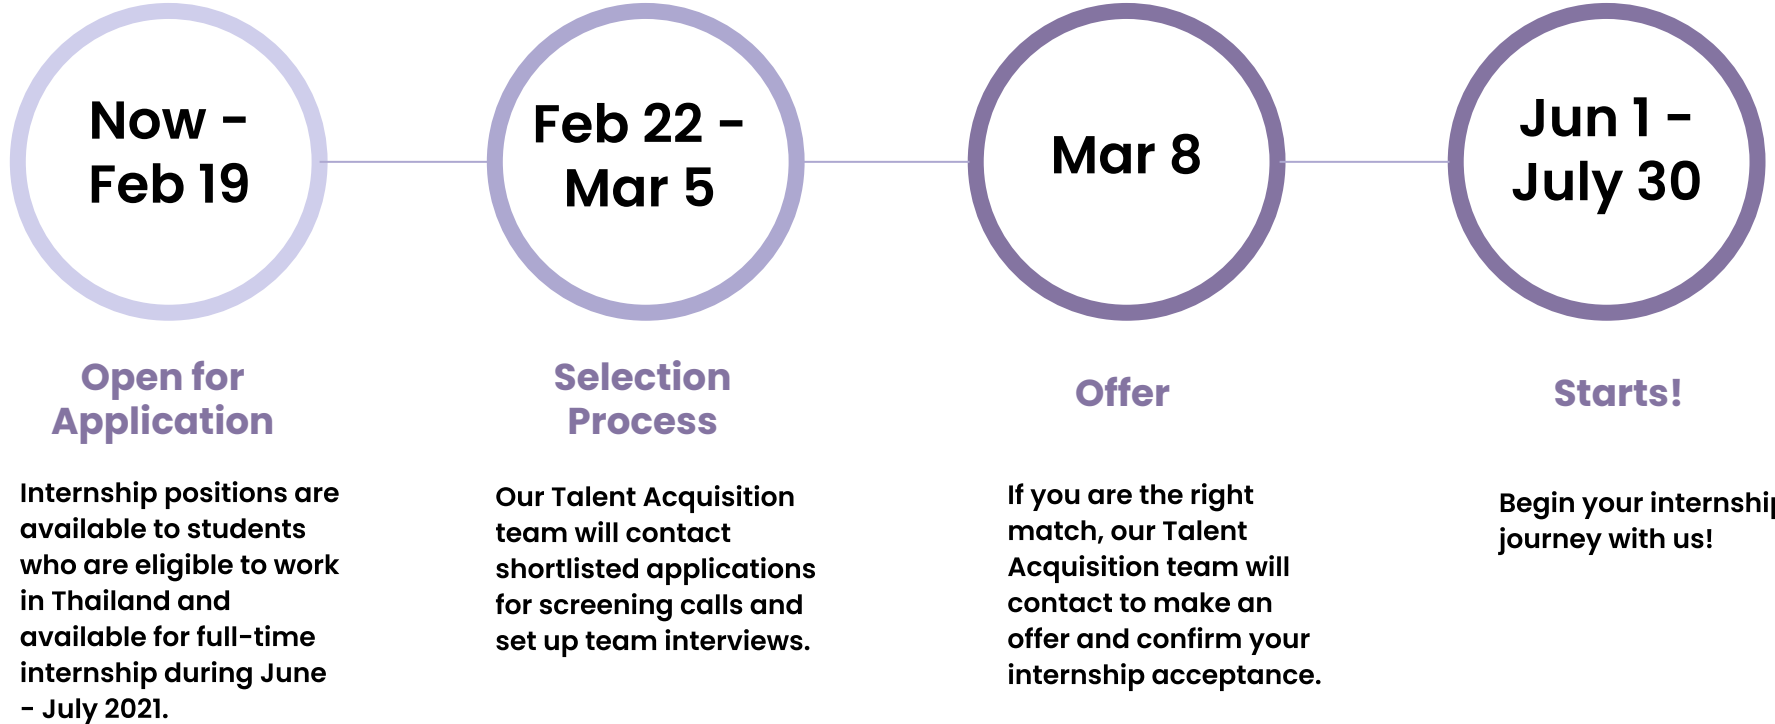 Now -
Feb 19
Open for
Application
Internship positions are
available to students
who are eligible to work
in Thailand and
available for full-time
internship during June
- July 2021.
Feb 22 -
Mar 5
Selection
Process
Our Talent Acquisition
team will contact
shortlisted applications
for screening calls and
set up team interviews.
Mar 8
Offer
If you are the right
match, our Talent
Acquisition team will
contact to make an
offer and confirm your
internship acceptance.
Jun 1 -
July 30
Starts!
Begin your internship
journey with us!